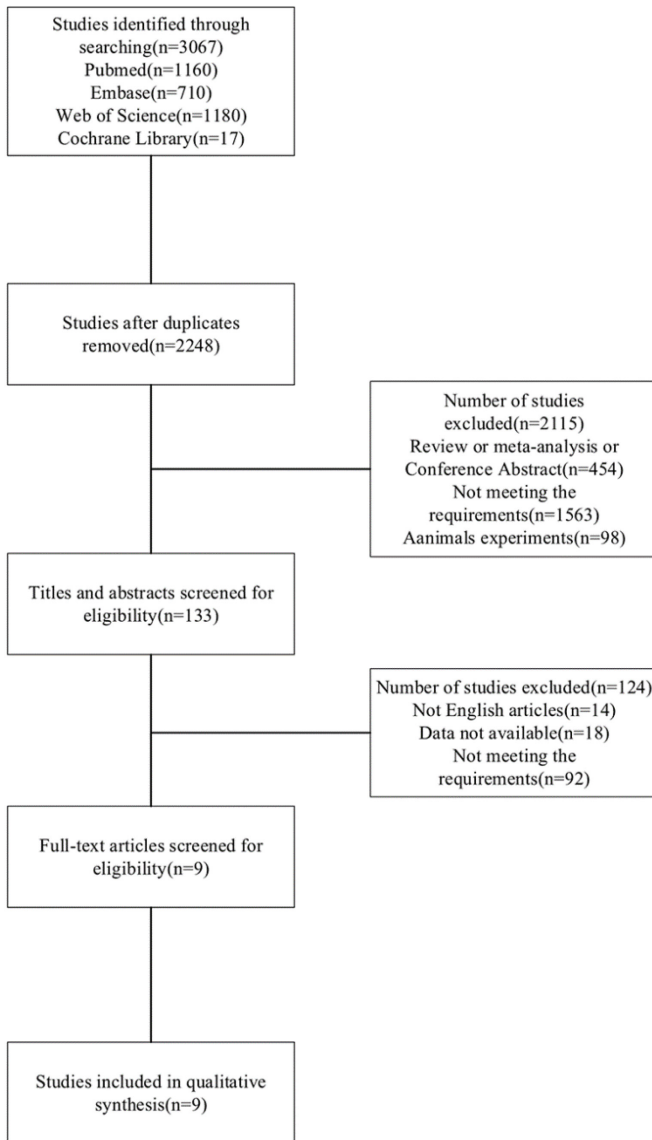 Studies identified through
searching(n=3067)
Pubmed(n=1160)
Embase(n=710)
Web of Science(n=1180)
Cochrane Library(n=17)
Studies after duplicates
removed(n=2248)
Number of studies
excluded(n=2115)
Review or meta-analysis or
Conference Abstract(n=454)
Not meeting the
requirements(n=1563)
Aanimals experiments(n=98)
Titles and abstracts screened for
eligibility(n=133)
Number of studies excluded(n=124)
Not English articles(n=14)
Data not available(n=18)
Not meeting the
requirements(n=92)
Full-text articles screened for
eligibility(n=9)
Studies included in qualitative
synthesis(n=9)